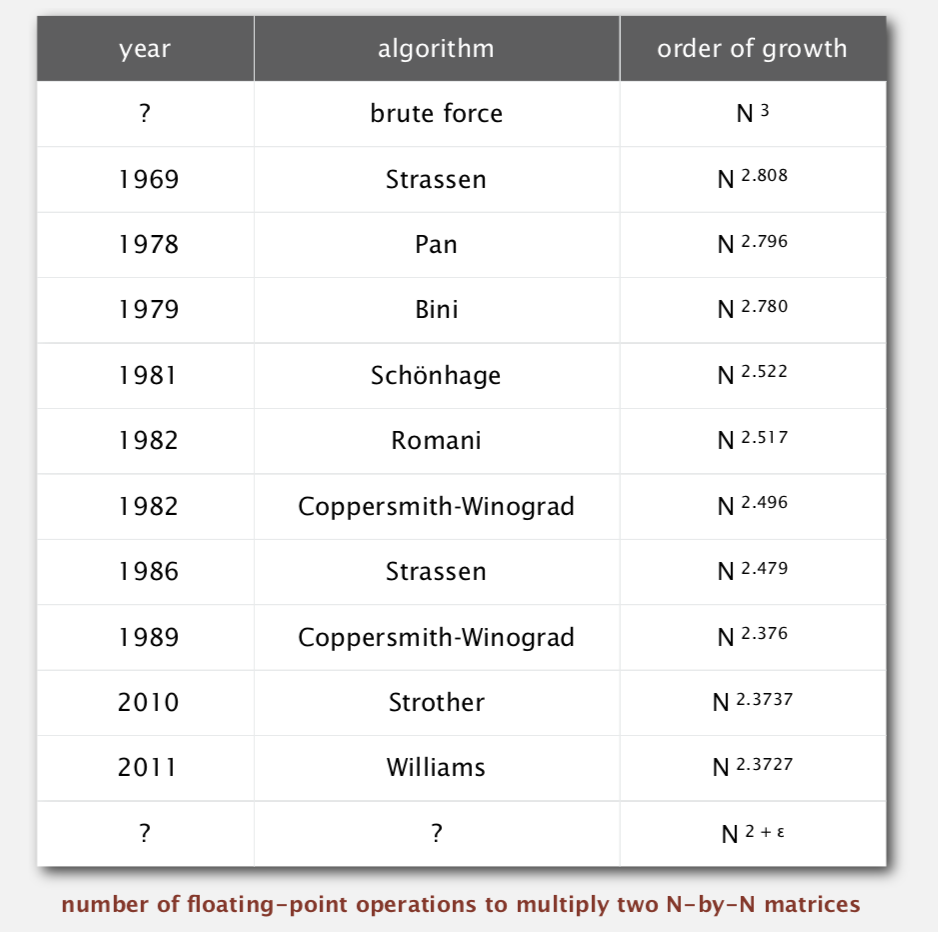 year algorithm order of growth
? brute force N 3
1969 Strassen N 2.808
1978 Pan N 2.796
1979 Bini N 2.780
1981 Schönhage N 2.522
1982 Romani N 2.517
1982 Coppersmith-Winograd N 2.496
1986 Strassen N 2.479
1989 Coppersmith-Winograd N 2.376
2010 Strother N 2.3737
2011 Williams N 2.3727
? ? N 2 + ε
number of floating-point operations to multiply two N-by-N matrices